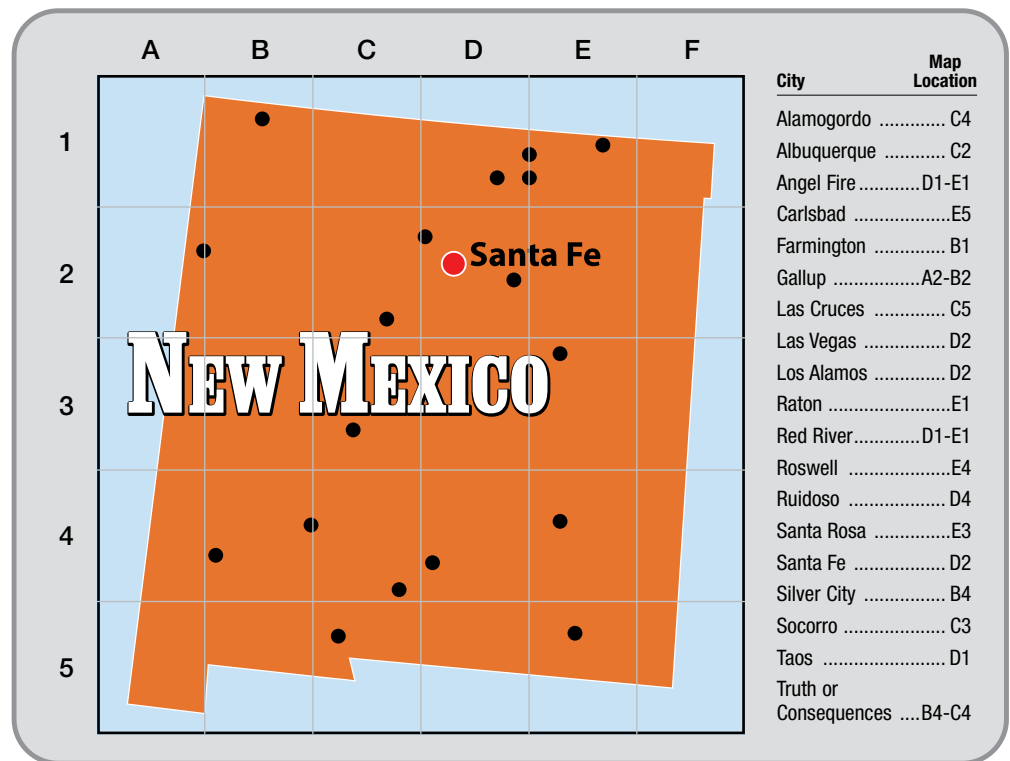 A B C D E F
1
2
3
4
5
Santa Fe
NEW MEXICO
City Map Location
Alamogordo ............. C4
Albuquerque ............ C2
Angel Fire ............D1-E1
Carlsbad .....................E5
Farmington ............... B1
Gallup .................A2-B2
Las Cruces .............. C5
Las Vegas ................. D2
Los Alamos .............. D2
Raton ........................E1
Red River.............D1-E1
Roswell ....................E4
Ruidoso .................... D4
Santa Rosa ...............E3
Santa Fe .................. D2
Silver City ................ B4
Socorro .................... C3
Taos ........................ D1
Truth or
Consequences ....B4-C4